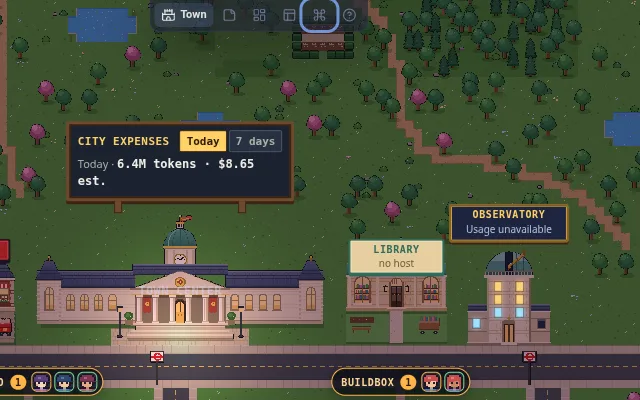 Town
CITY EXPENSES Today 7 days
Today · 6.4M tokens · $8.65
est.
OBSERVATORY
Usage unavailable
LIBRARY
no host
1
BUILDBOX 1